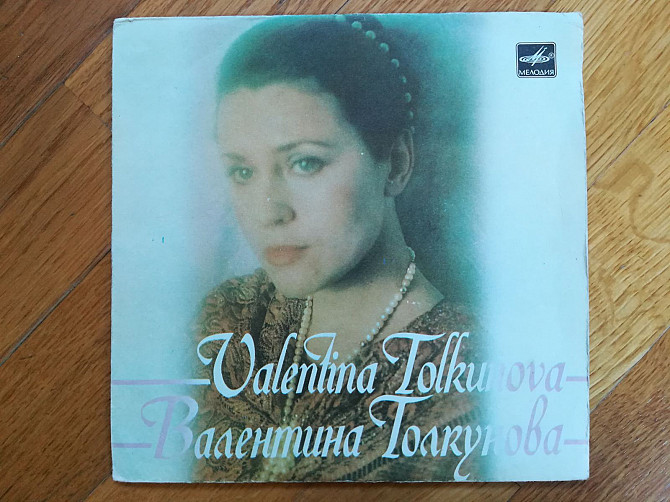 МЕЛОДИЯ
Valentina Tolkunova
Валентина Толкунова